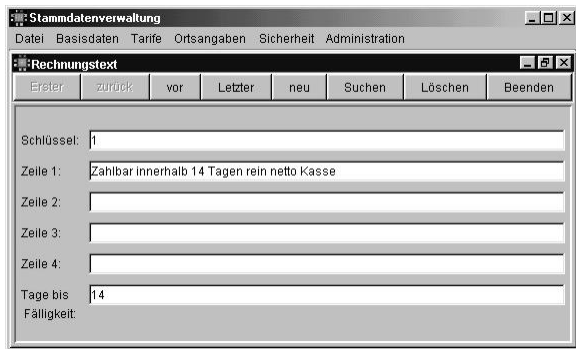 Stammdatenverwaltung
Datei Basisdaten Tarife Ortsangaben Sicherheit Administration
Rechnungstext
Erster zurück vor Letzter neu Suchen Löschen Beenden
Schlüssel: 1
Zeile 1: Zahlbar innerhalb 14 Tagen rein netto Kasse
Zeile 2:
Zeile 3:
Zeile 4:
Tage bis 14
Fälligkeit: